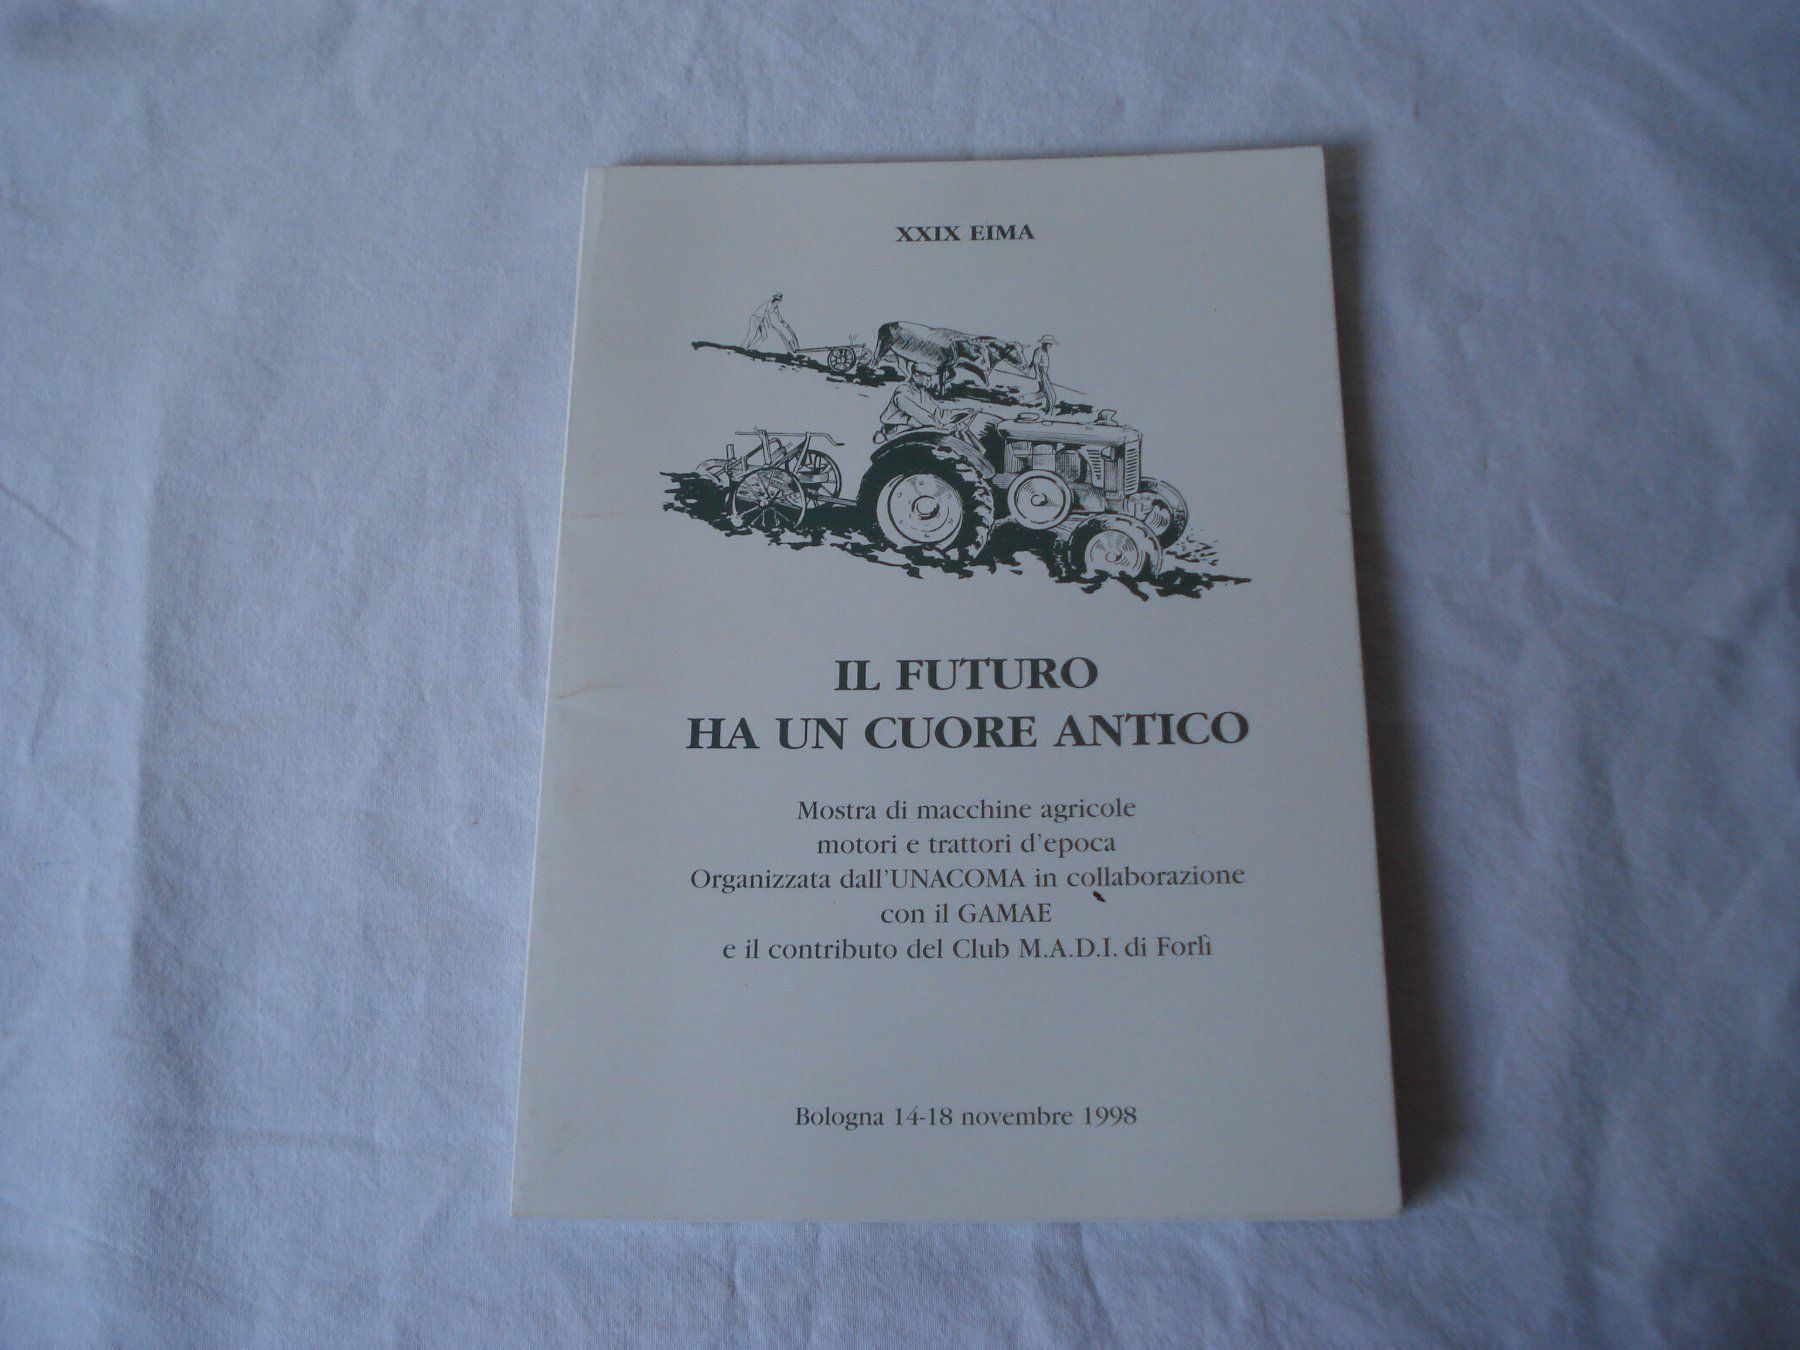 XXIX EIMA
IL FUTURO
HA UN CUORE ANTICO
Mostra di macchine agricole
motori e trattori d'epoca
Organizzata dall'UNACOMA in collaborazione
con il GAMAE
e il contributo del Club M.A.D.I. di Forlì
Bologna 14-18 novembre 1998